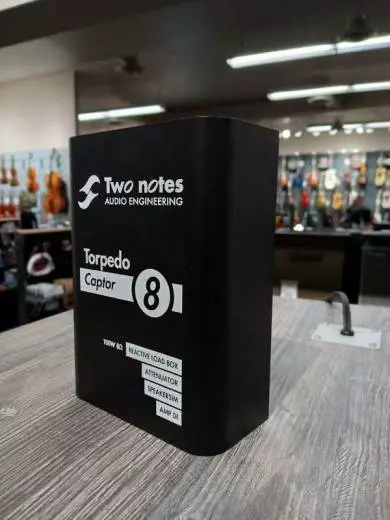 Two notes
AUDIO ENGINEERING
Torpedo
Captor 8
100W 8Ω REACTIVE LOAD BOX
ATTENUATOR
SPEAKERSIM
AMP DI